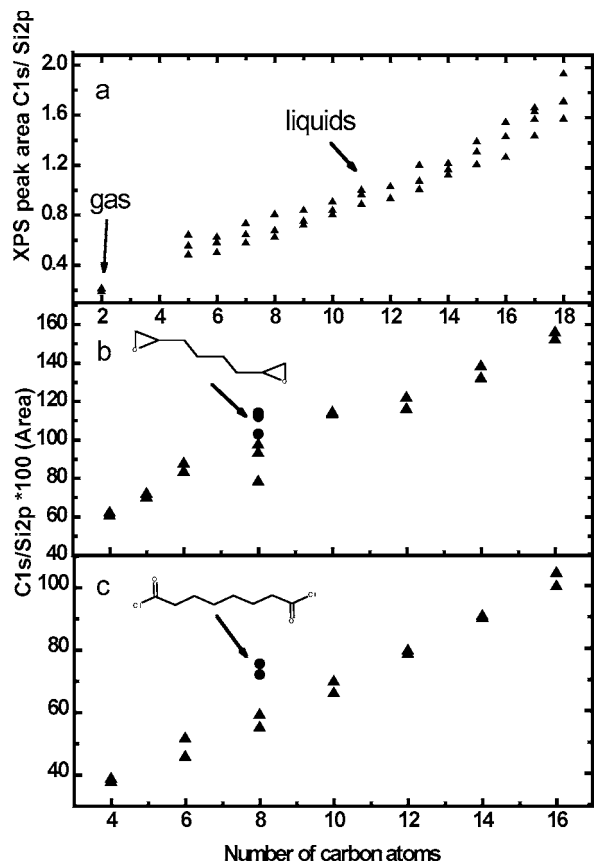 XPS peak area C1s/ Si2p
2.0
1.6
1.2
0.8
0.4
a
liquids
gas
2 4 6 8 10 12 14 16 18
C1s/Si2p *100 (Area)
160
140
120
100
80
60
40
b
O
O
100
80
60
40
c
O
Cl
Cl
O
4 6 8 10 12 14 16
Number of carbon atoms